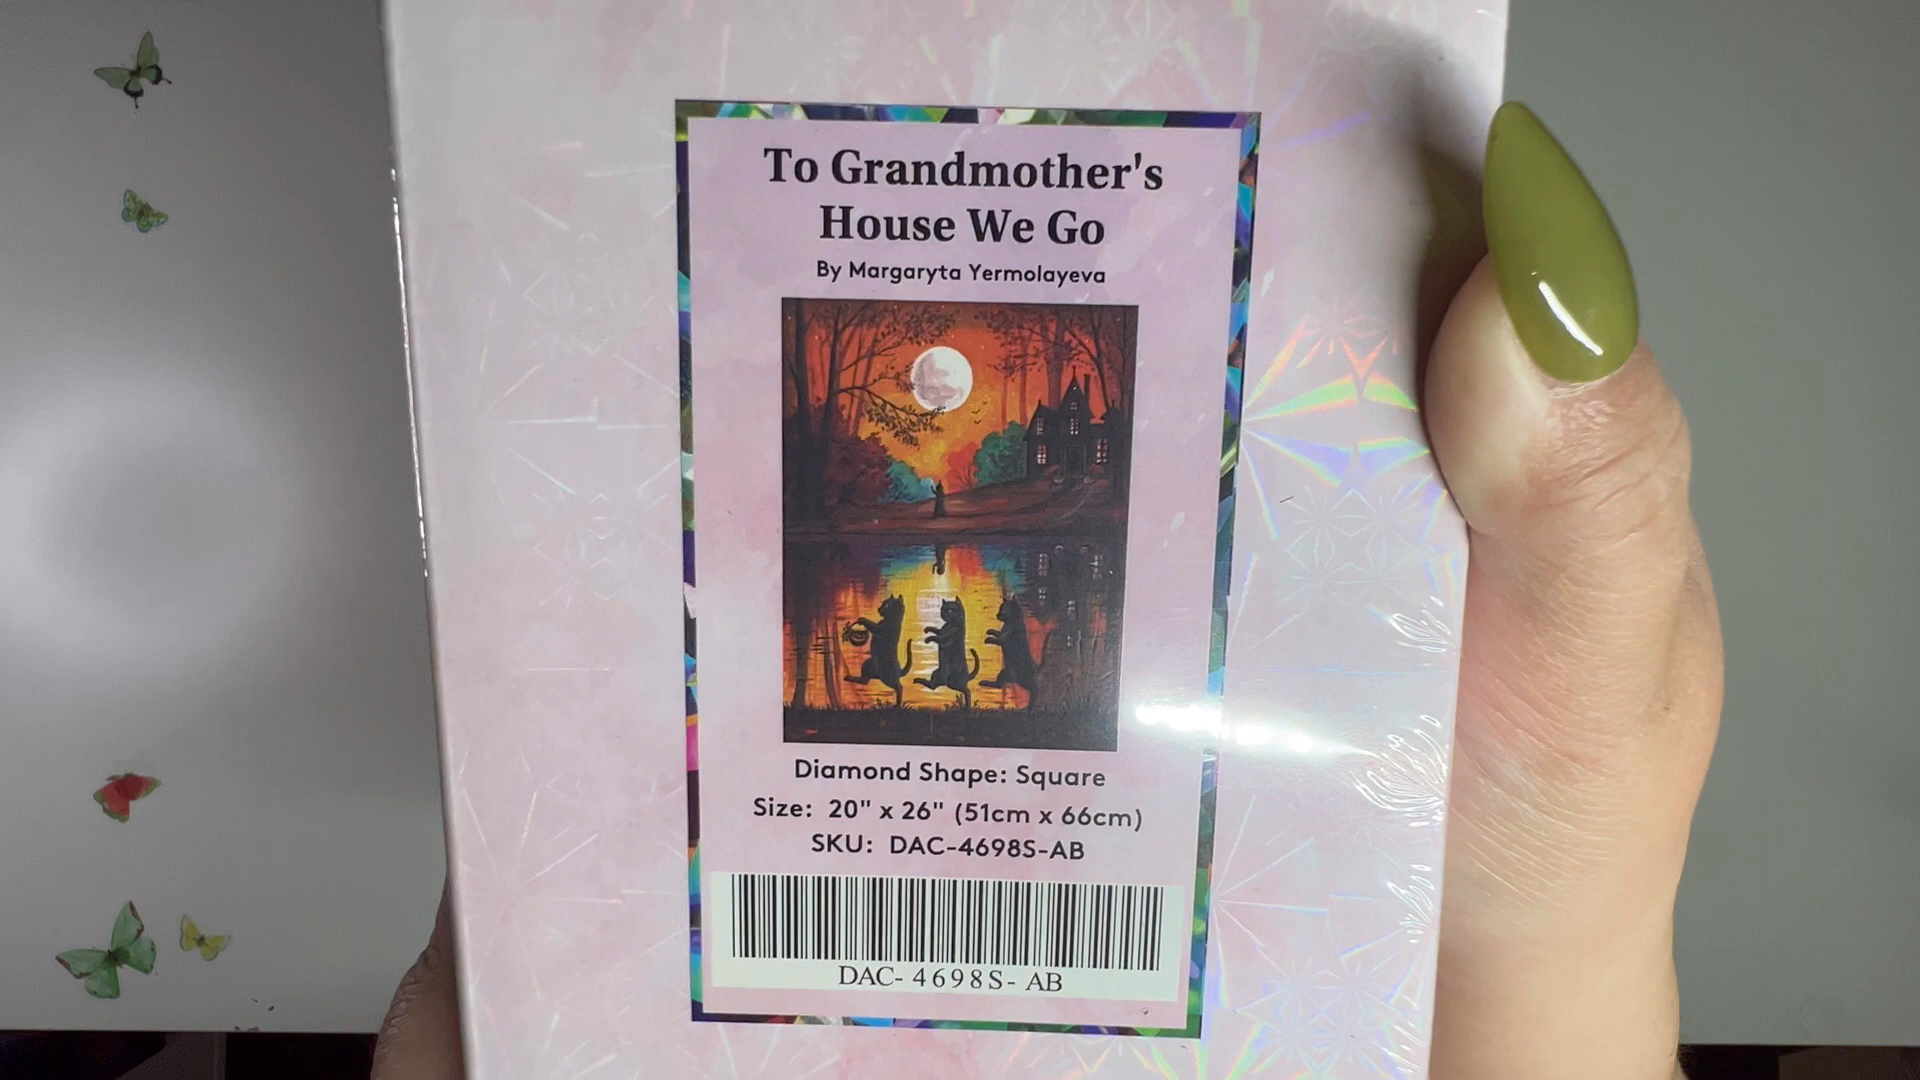 To Grandmother's
House We Go
By Margaryta Yermolayeva
Diamond Shape: Square
Size: 20" x 26" (51cm x 66cm)
SKU: DAC-4698S-AB
DAC- 4698S- AB